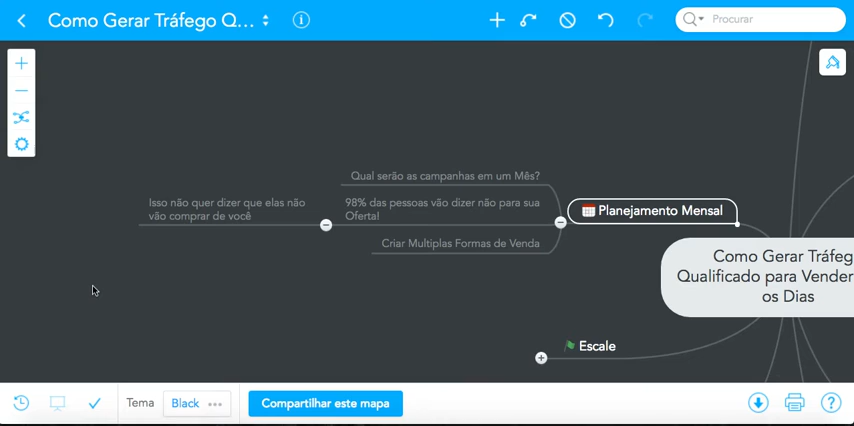 Como Gerar Tráfego Q...
Procurar
Qual serão as campanhas em um Mês?
Isso não quer dizer que elas não
vão comprar de você
98% das pessoas vão dizer não para sua
Oferta!
Planejamento Mensal
Criar Multiplas Formas de Venda
Como Gerar Tráfeg
Qualificado para Vender
os Dias
Escale
Tema
Black
Compartilhar este mapa